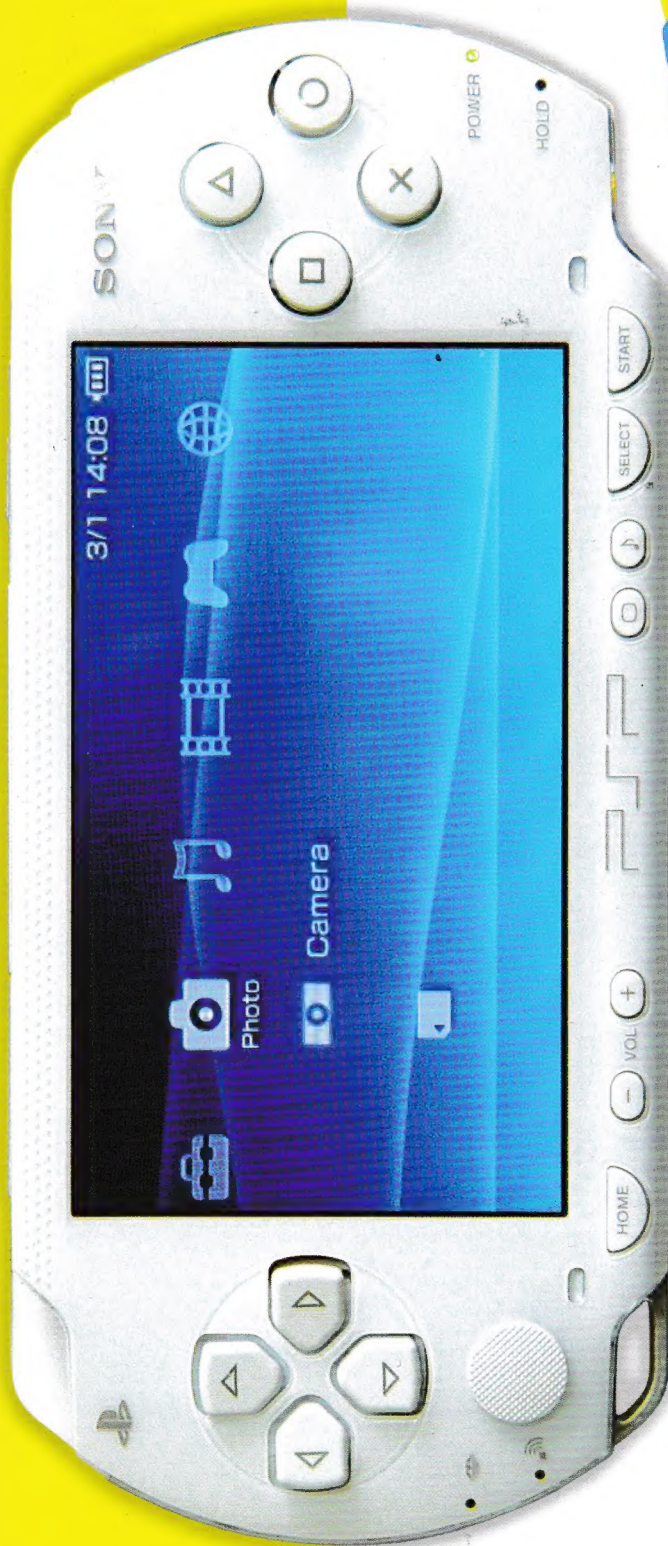 SONY
3/1 14:08
Photo
Camera
POWER
HOLD
HOME
VOL
PSP
SELECT
START